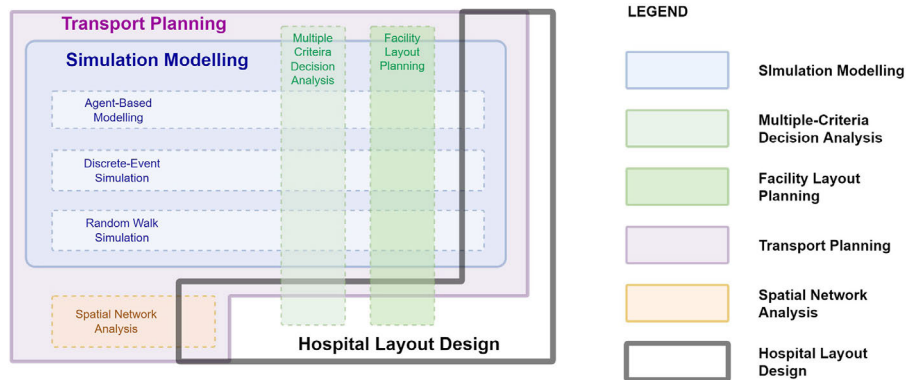 Transport Planning
Simulation Modelling
Multiple
Criteira
Decision
Analysis
Facility
Layout
Planning
Agent-Based
Modelling
Discrete-Event
Simulation
Random Walk
Simulation
Spatial Network
Analysis
Hospital Layout Design
LEGEND
SImulation Modelling
Multiple-Criteria
Decision Analysis
Facility Layout
Planning
Transport Planning
Spatial Network
Analysis
Hospital Layout
Design